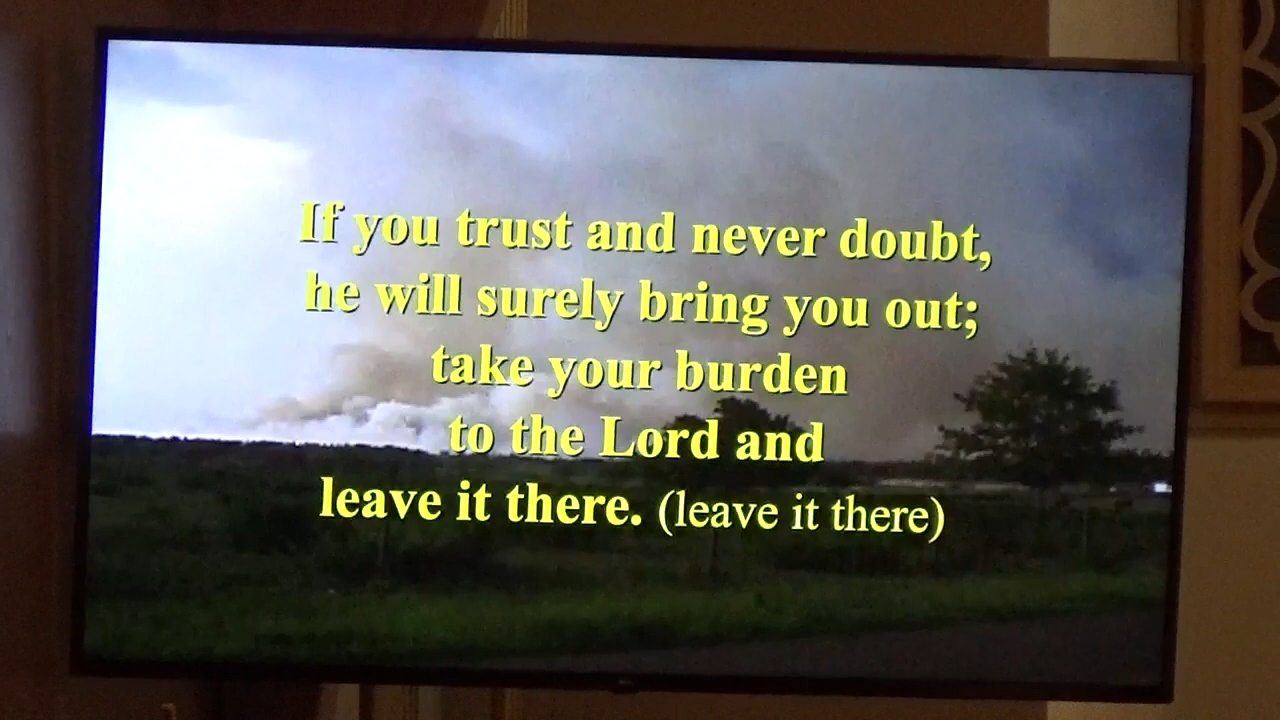 If you trust and never doubt,
he will surely bring you out;
take your burden
to the Lord and
leave it there. (leave it there)